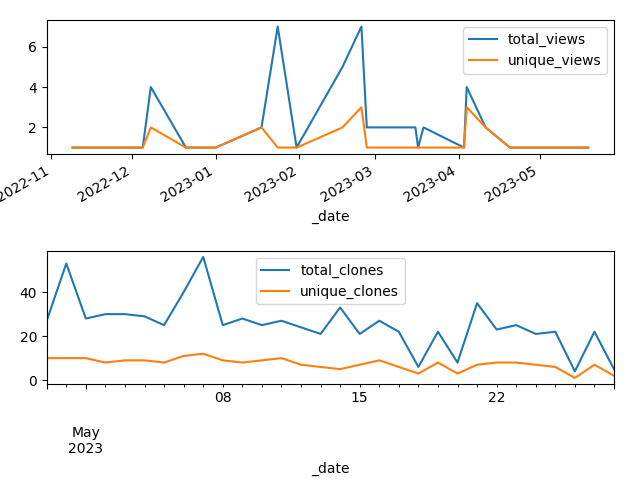 6
4
2
total_views
unique_views
2022-11
2022-12
2023-01
2023-02
2023-03
2023-04
2023-05
_date
40
20
0
total_clones
unique_clones
08
15
22
May
2023
_date